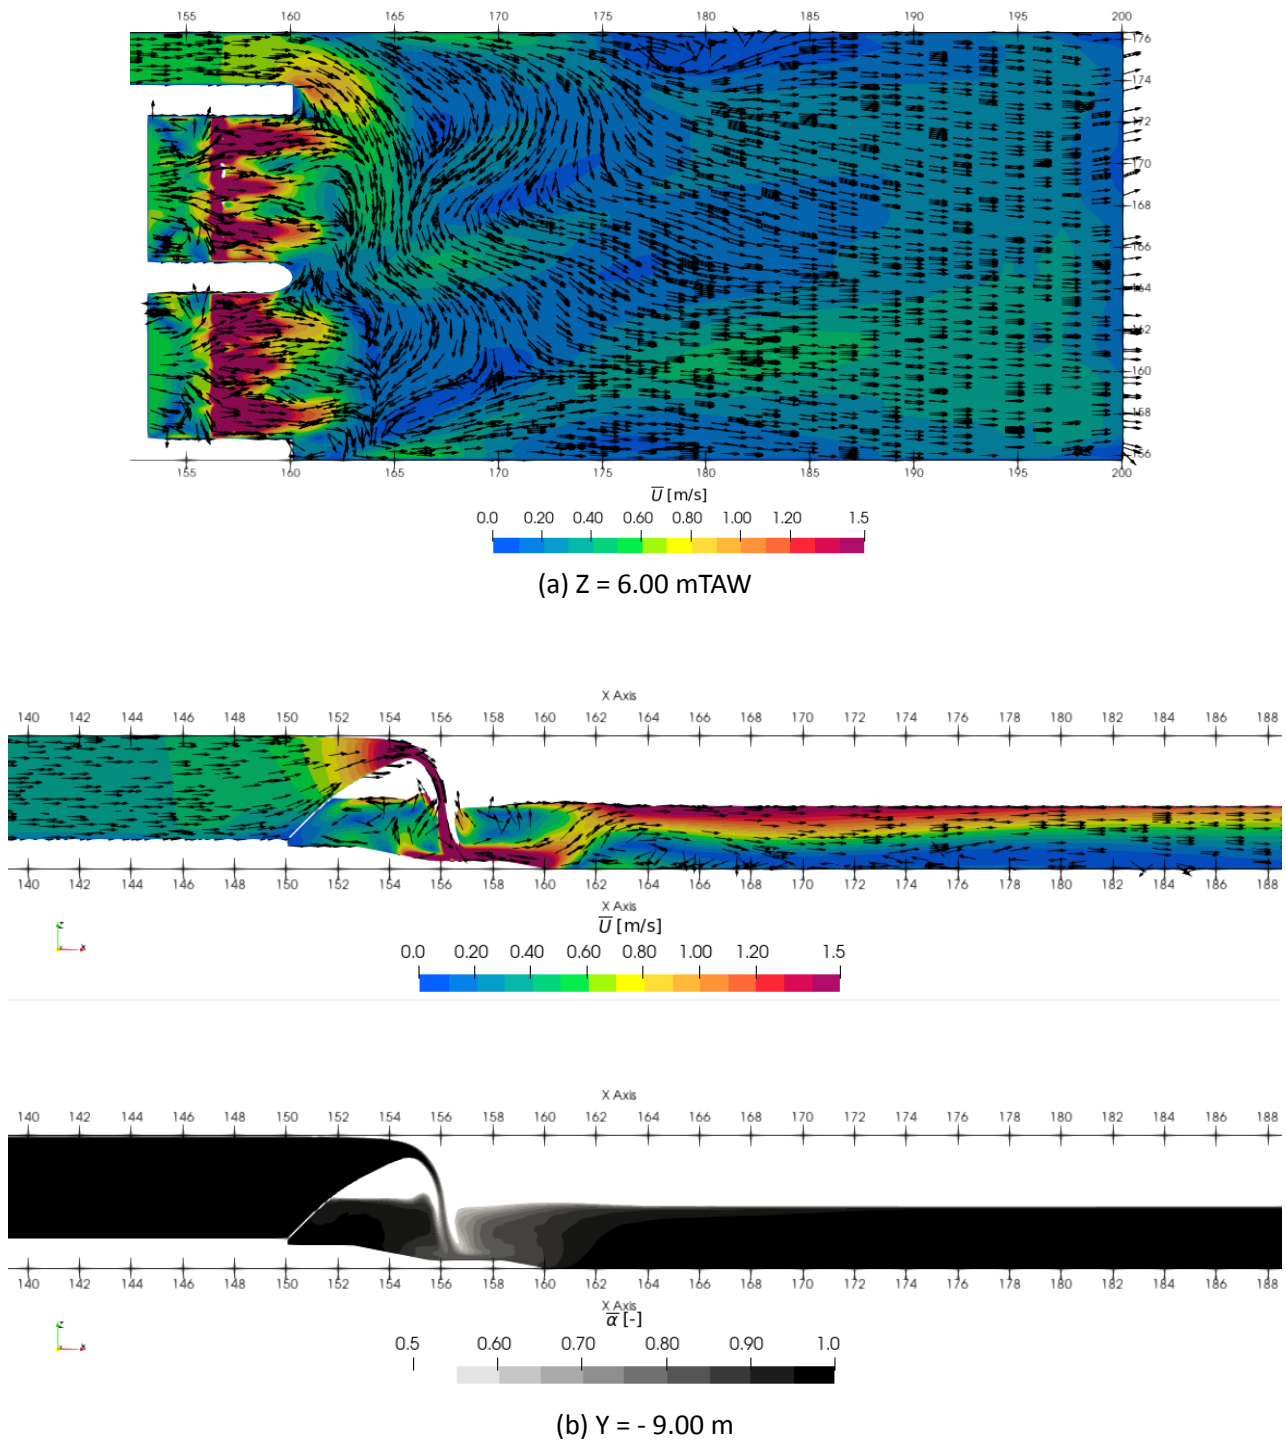 155 160 165 170 175 180 185 190 195 200
176
174
172
170
168
166
164
162
160
158
156
155 160 165 170 175 180 185 190 195 200
U [m/s]
0.0 0.20 0.40 0.60 0.80 1.00 1.20 1.5
(a) Z = 6.00 mTAW
X Axis
140 142 144 146 148 150 152 154 156 158 160 162 164 166 168 170 172 174 176 178 180 182 184 186 188
140 142 144 146 148 150 152 154 156 158 160 162 164 166 168 170 172 174 176 178 180 182 184 186 188
X Axis
U [m/s]
0.0 0.20 0.40 0.60 0.80 1.00 1.20 1.5
X Axis
140 142 144 146 148 150 152 154 156 158 160 162 164 166 168 170 172 174 176 178 180 182 184 186 188
140 142 144 146 148 150 152 154 156 158 160 162 164 166 168 170 172 174 176 178 180 182 184 186 188
X Axis
α [-]
0.5 0.60 0.70 0.80 0.90 1.0
(b) Y = - 9.00 m